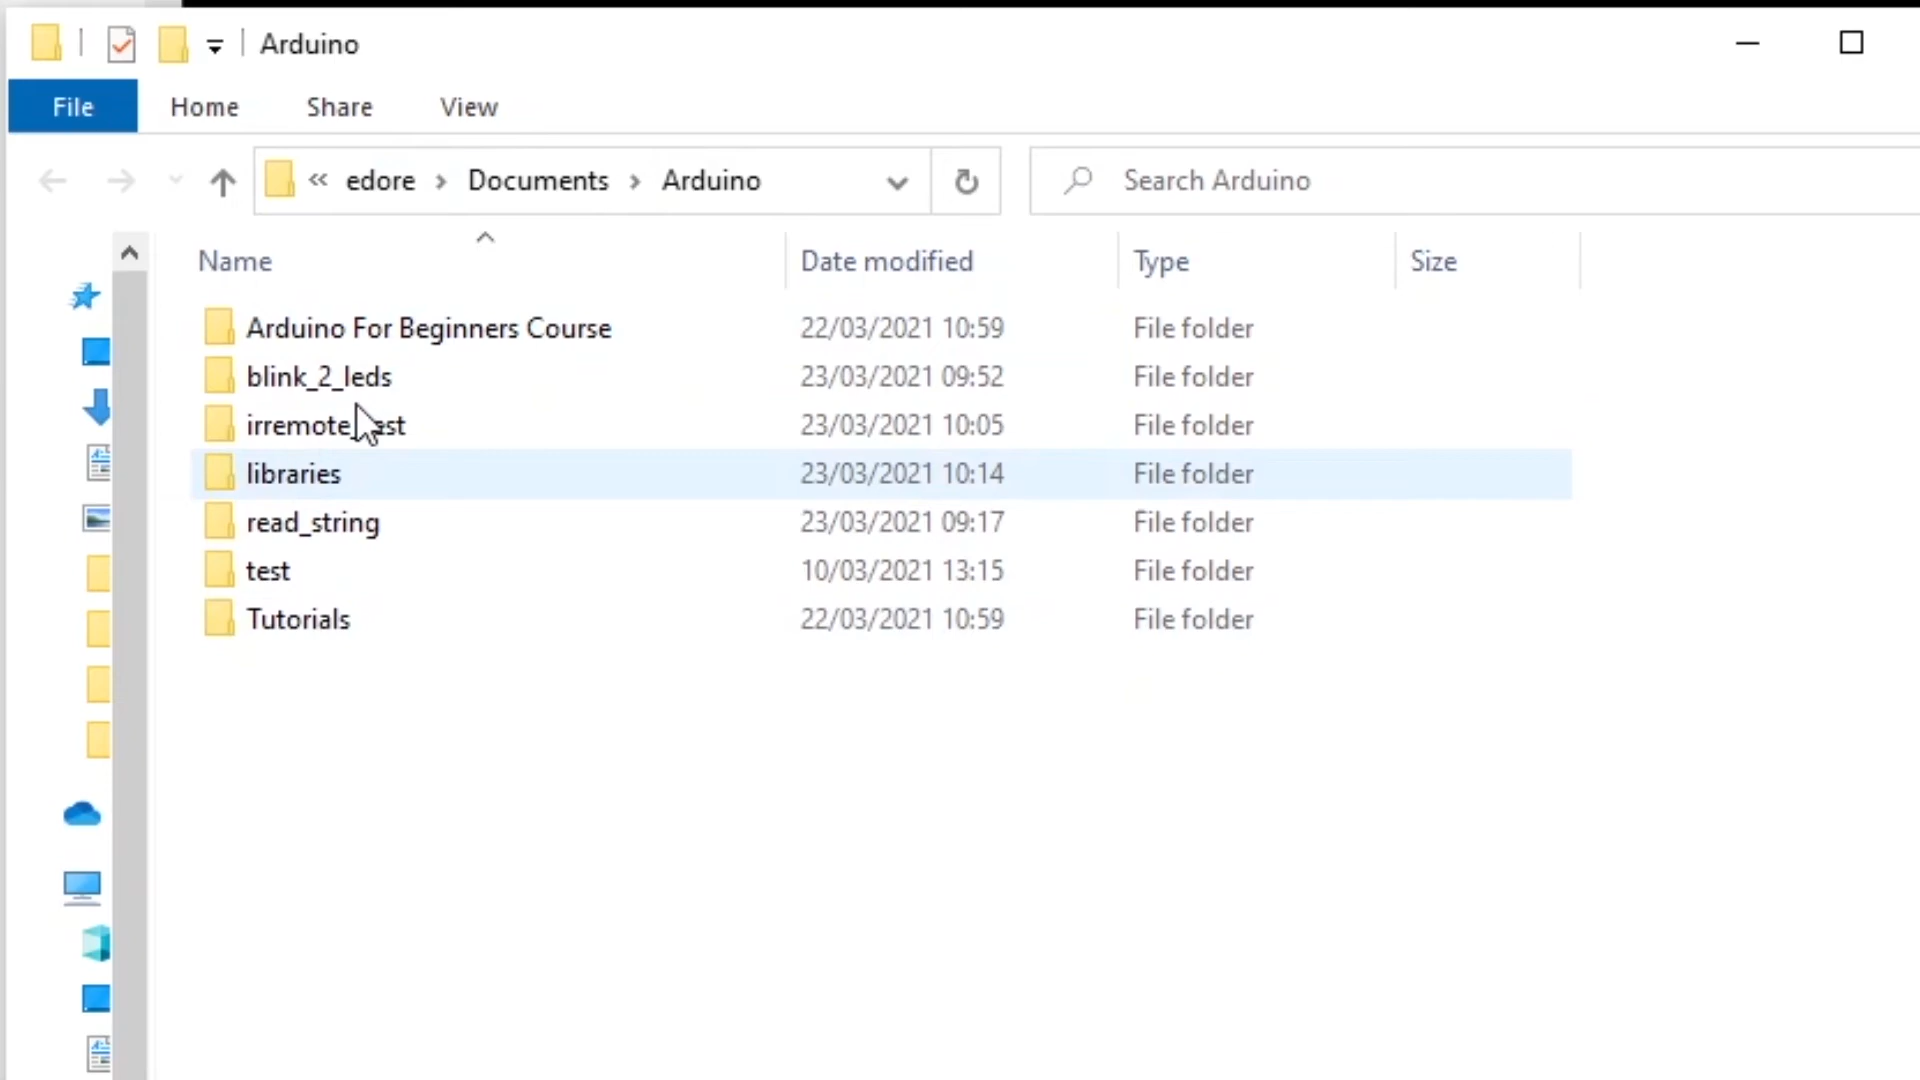 Arduino
File Home Share View
« edore > Documents > Arduino Search Arduino
Name Date modified Type Size
Arduino For Beginners Course 22/03/2021 10:59 File folder
blink_2_leds 23/03/2021 09:52 File folder
23/03/2021 10:05 File folder
libraries 23/03/2021 10:14 File folder
read_string 23/03/2021 09:17 File folder
test 10/03/2021 13:15 File folder
Tutorials 22/03/2021 10:59 File folder